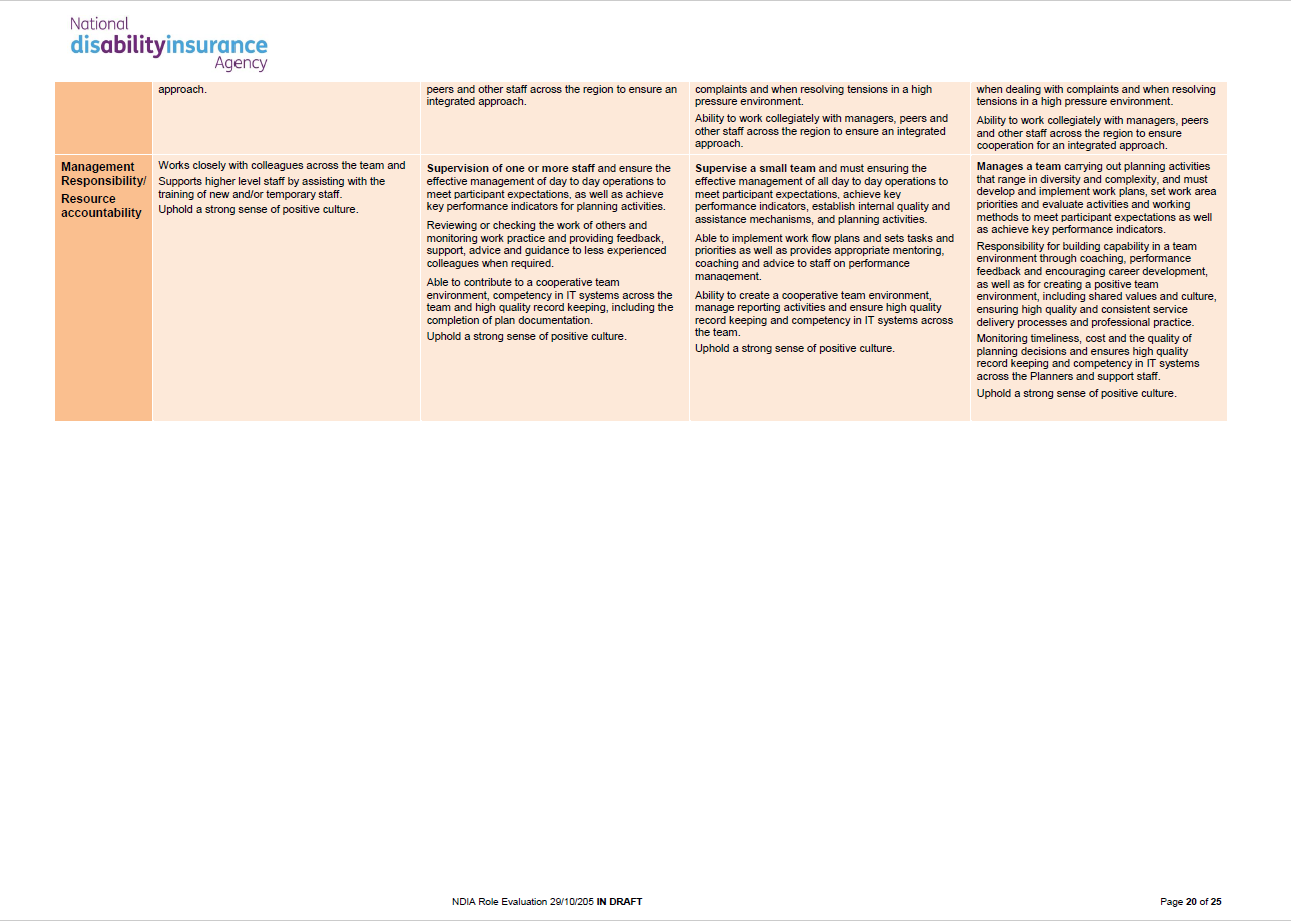 National
disabilityinsurance
Agency
approach.
peers and other staff across the region to ensure an
integrated approach.
complaints and when resolving tensions in a high
pressure environment.
Ability to work collegiately with managers, peers and
other staff across the region to ensure an integrated
approach.
when dealing with complaints and when resolving
tensions in a high pressure environment.
Ability to work collegiately with managers, peers
and other staff across the region to ensure
cooperation for an integrated approach.
Management
Responsibility/
Resource
accountability
Works closely with colleagues across the team and
Supports higher level staff by assisting with the
training of new and/or temporary staff.
Uphold a strong sense of positive culture.
Supervision of one or more staff and ensure the
effective management of day to day operations to
meet participant expectations, as well as achieve
key performance indicators for planning activities.
Reviewing or checking the work of others and
monitoring work practice and providing feedback,
support, advice and guidance to less experienced
colleagues when required.
Able to contribute to a cooperative team
environment, competency in IT systems across the
team and high quality record keeping, including the
completion of plan documentation.
Uphold a strong sense of positive culture.
Supervise a small team and must ensuring the
effective management of all day to day operations to
meet participant expectations, achieve key
performance indicators, establish internal quality and
assistance mechanisms, and planning activities.
Able to implement work flow plans and sets tasks and
priorities as well as provides appropriate mentoring,
coaching and advice to staff on performance
management.
Ability to create a cooperative team environment,
manage reporting activities and ensure high quality
record keeping and competency in IT systems across
the team.
Uphold a strong sense of positive culture.
Manages a team carrying out planning activities
that range in diversity and complexity, and must
develop and implement work plans, set work area
priorities and evaluate activities and working
methods to meet participant expectations as well
as achieve key performance indicators.
Responsibility for building capability in a team
environment through coaching, performance
feedback and encouraging career development,
as well as for creating a positive team
environment, including shared values and culture,
ensuring high quality and consistent service
delivery processes and professional practice.
Monitoring timeliness, cost and the quality of
planning decisions and ensures high quality
record keeping and competency in IT systems
across the Planners and support staff.
Uphold a strong sense of positive culture.
NDIA Role Evaluation 29/10/205 IN DRAFT
Page 20 of 25